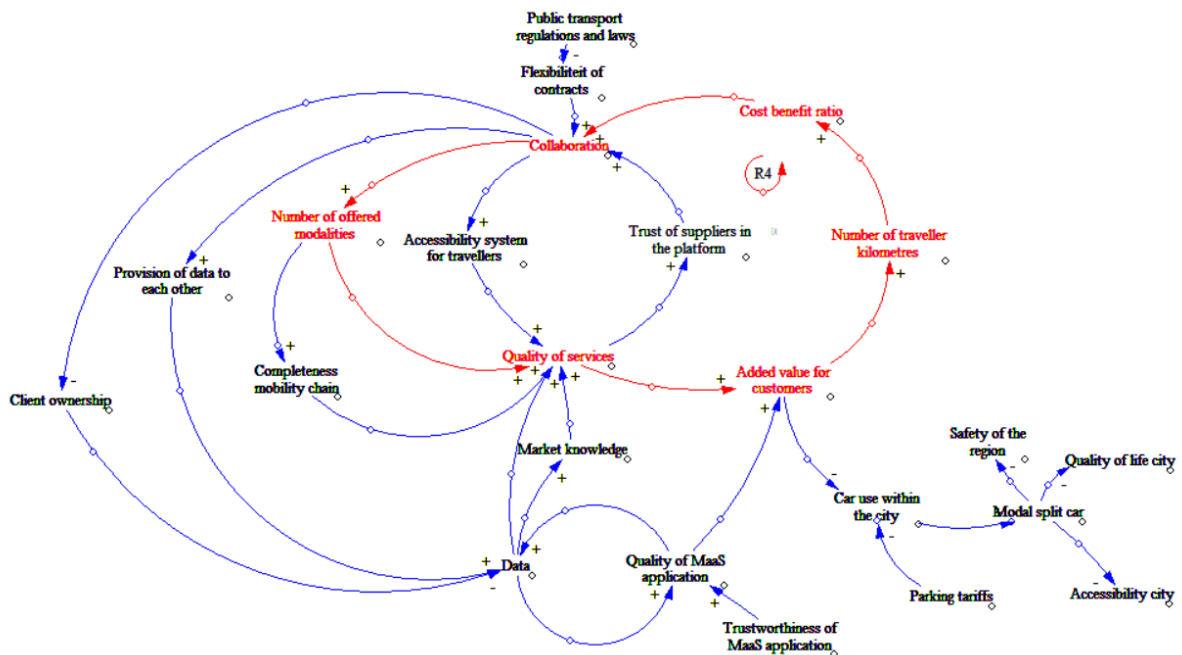 Public transport
regulations and laws
-
Flexibiliteit of
contracts
Cost benefit ratio
+
+
+
Collaboration
+
R4
+
Number of offered
modalities
+
Accessibility system
for travellers
Trust of suppliers in
the platform
+
Number of traveller
kilometres
+
Provision of data to
each other
+
+
+
Quality of services
+
Completeness
mobility chain
+
+
+
+
+
Added value for
customers
+
-
Client ownership
Market knowledge
+
Safety of the
region
-
Quality of life city
-
-
Car use within
the city
-
Modal split car
+
Data
-
+
Quality of MaaS
application
+
+
Parking tariffs
-
Accessibility city
Trustworthiness of
MaaS application